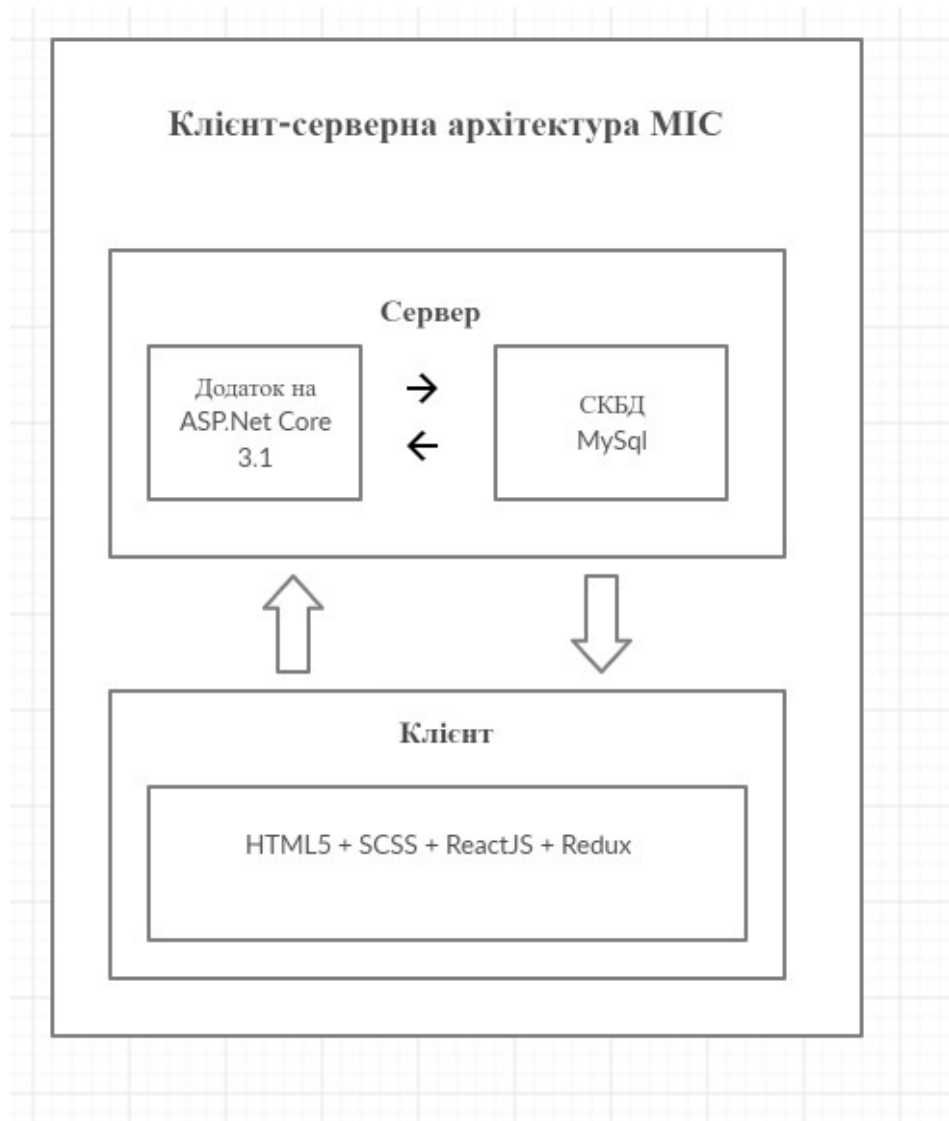 Клієнт-серверна архітектура МІС
Сервер
Додаток на
ASP.Net Core
3.1
СКБД
MySql
Клієнт
HTML5 + SCSS + ReactJS + Redux